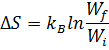 ΔS = k_B ln W_f/W_i